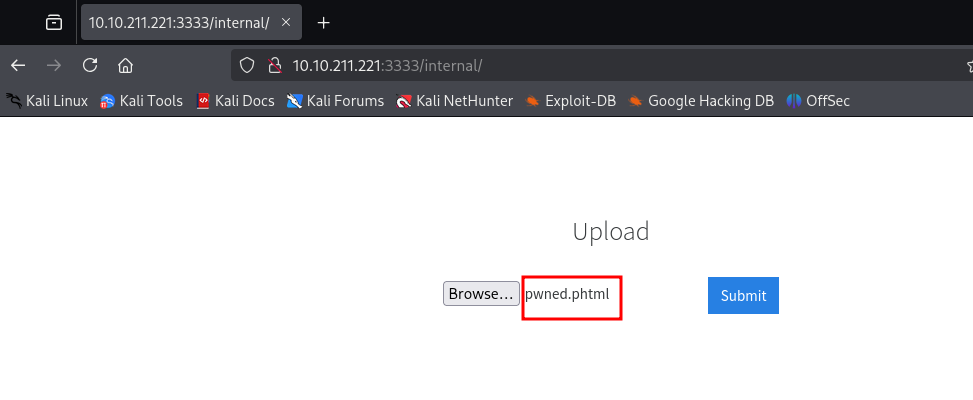 10.10.211.221:3333/internal/
10.10.211.221:3333/internal/
Kali Linux Kali Tools Kali Docs Kali Forums Kali NetHunter Exploit-DB Google Hacking DB OffSec
Upload
Browse... pwned.phtml Submit